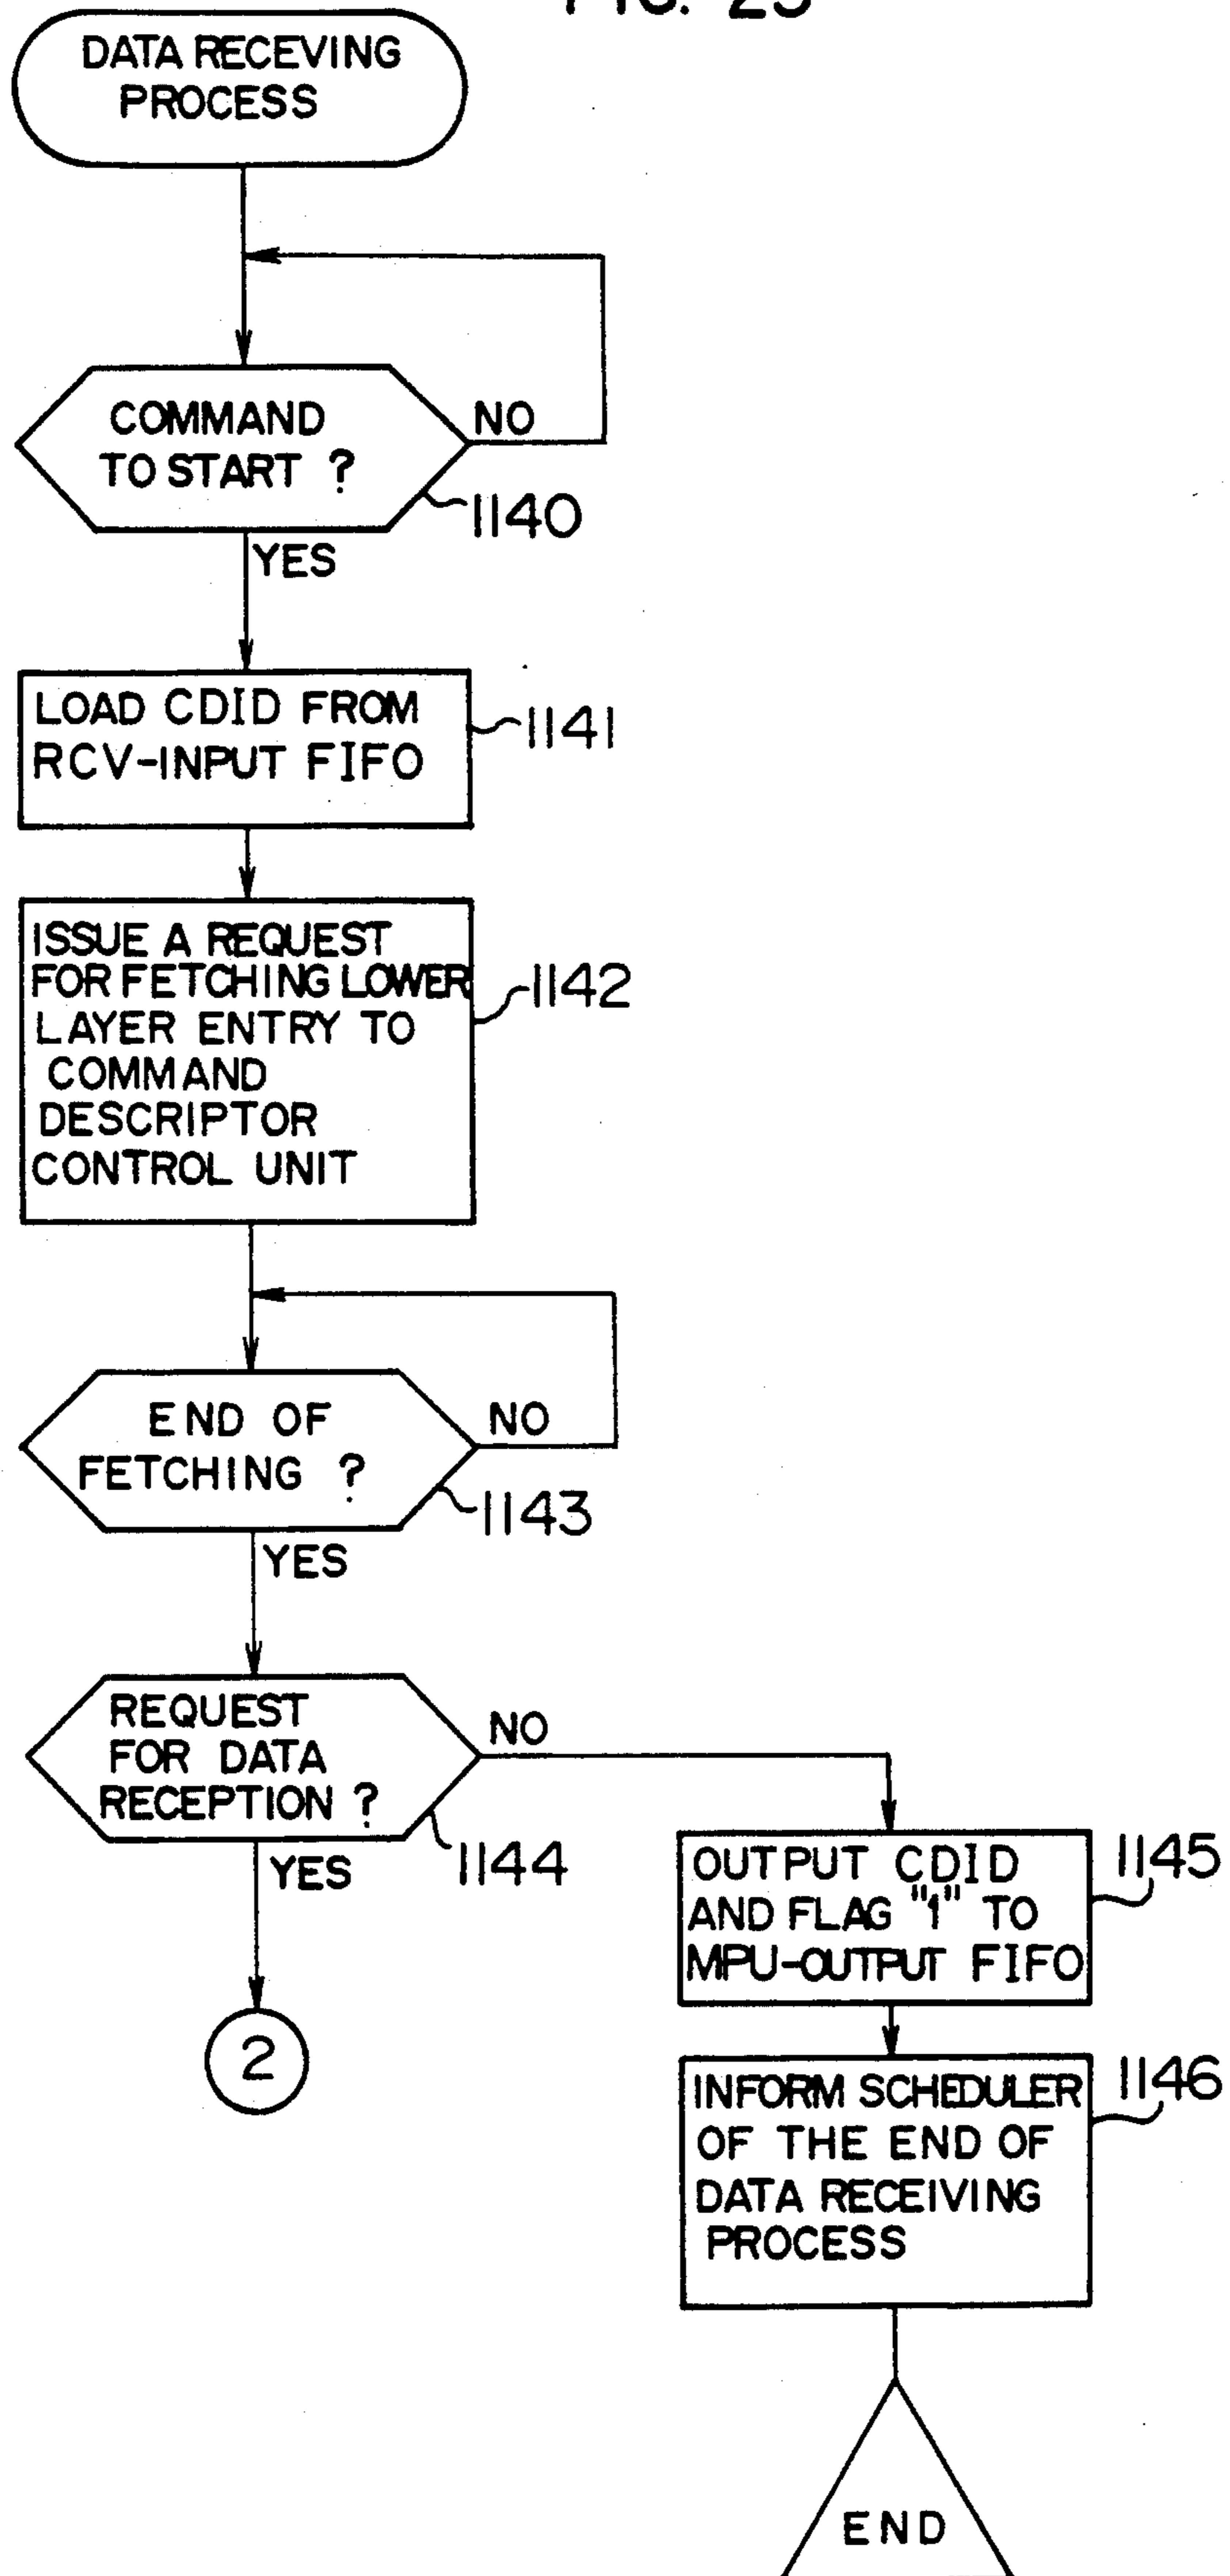 FIG. 25
DATA RECEVING
PROCESS
COMMAND
TO START ?
NO
1140
YES
LOAD CDID FROM
RCV-INPUT FIFO
1141
ISSUE A REQUEST
FOR FETCHING LOWER
LAYER ENTRY TO
COMMAND
DESCRIPTOR
CONTROL UNIT
1142
END OF
FETCHING ?
NO
1143
YES
REQUEST
FOR DATA
RECEPTION ?
NO
1144
YES
2
OUTPUT CDID
AND FLAG "1" TO
MPU-OUTPUT FIFO
1145
INFORM SCHEDULER
OF THE END OF
DATA RECEIVING
PROCESS
1146
END